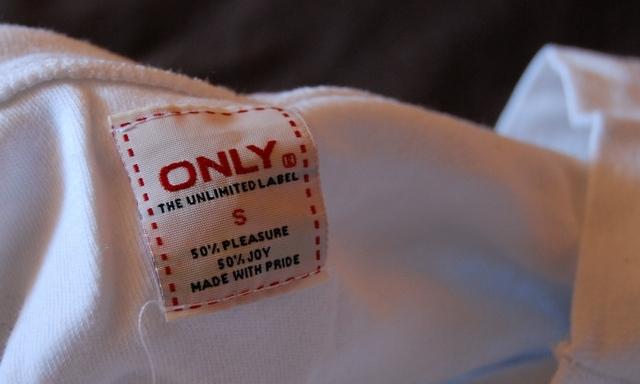 ONLY ®
THE UNLIMITED LABEL
S
50% PLEASURE
50% JOY
MADE WITH PRIDE